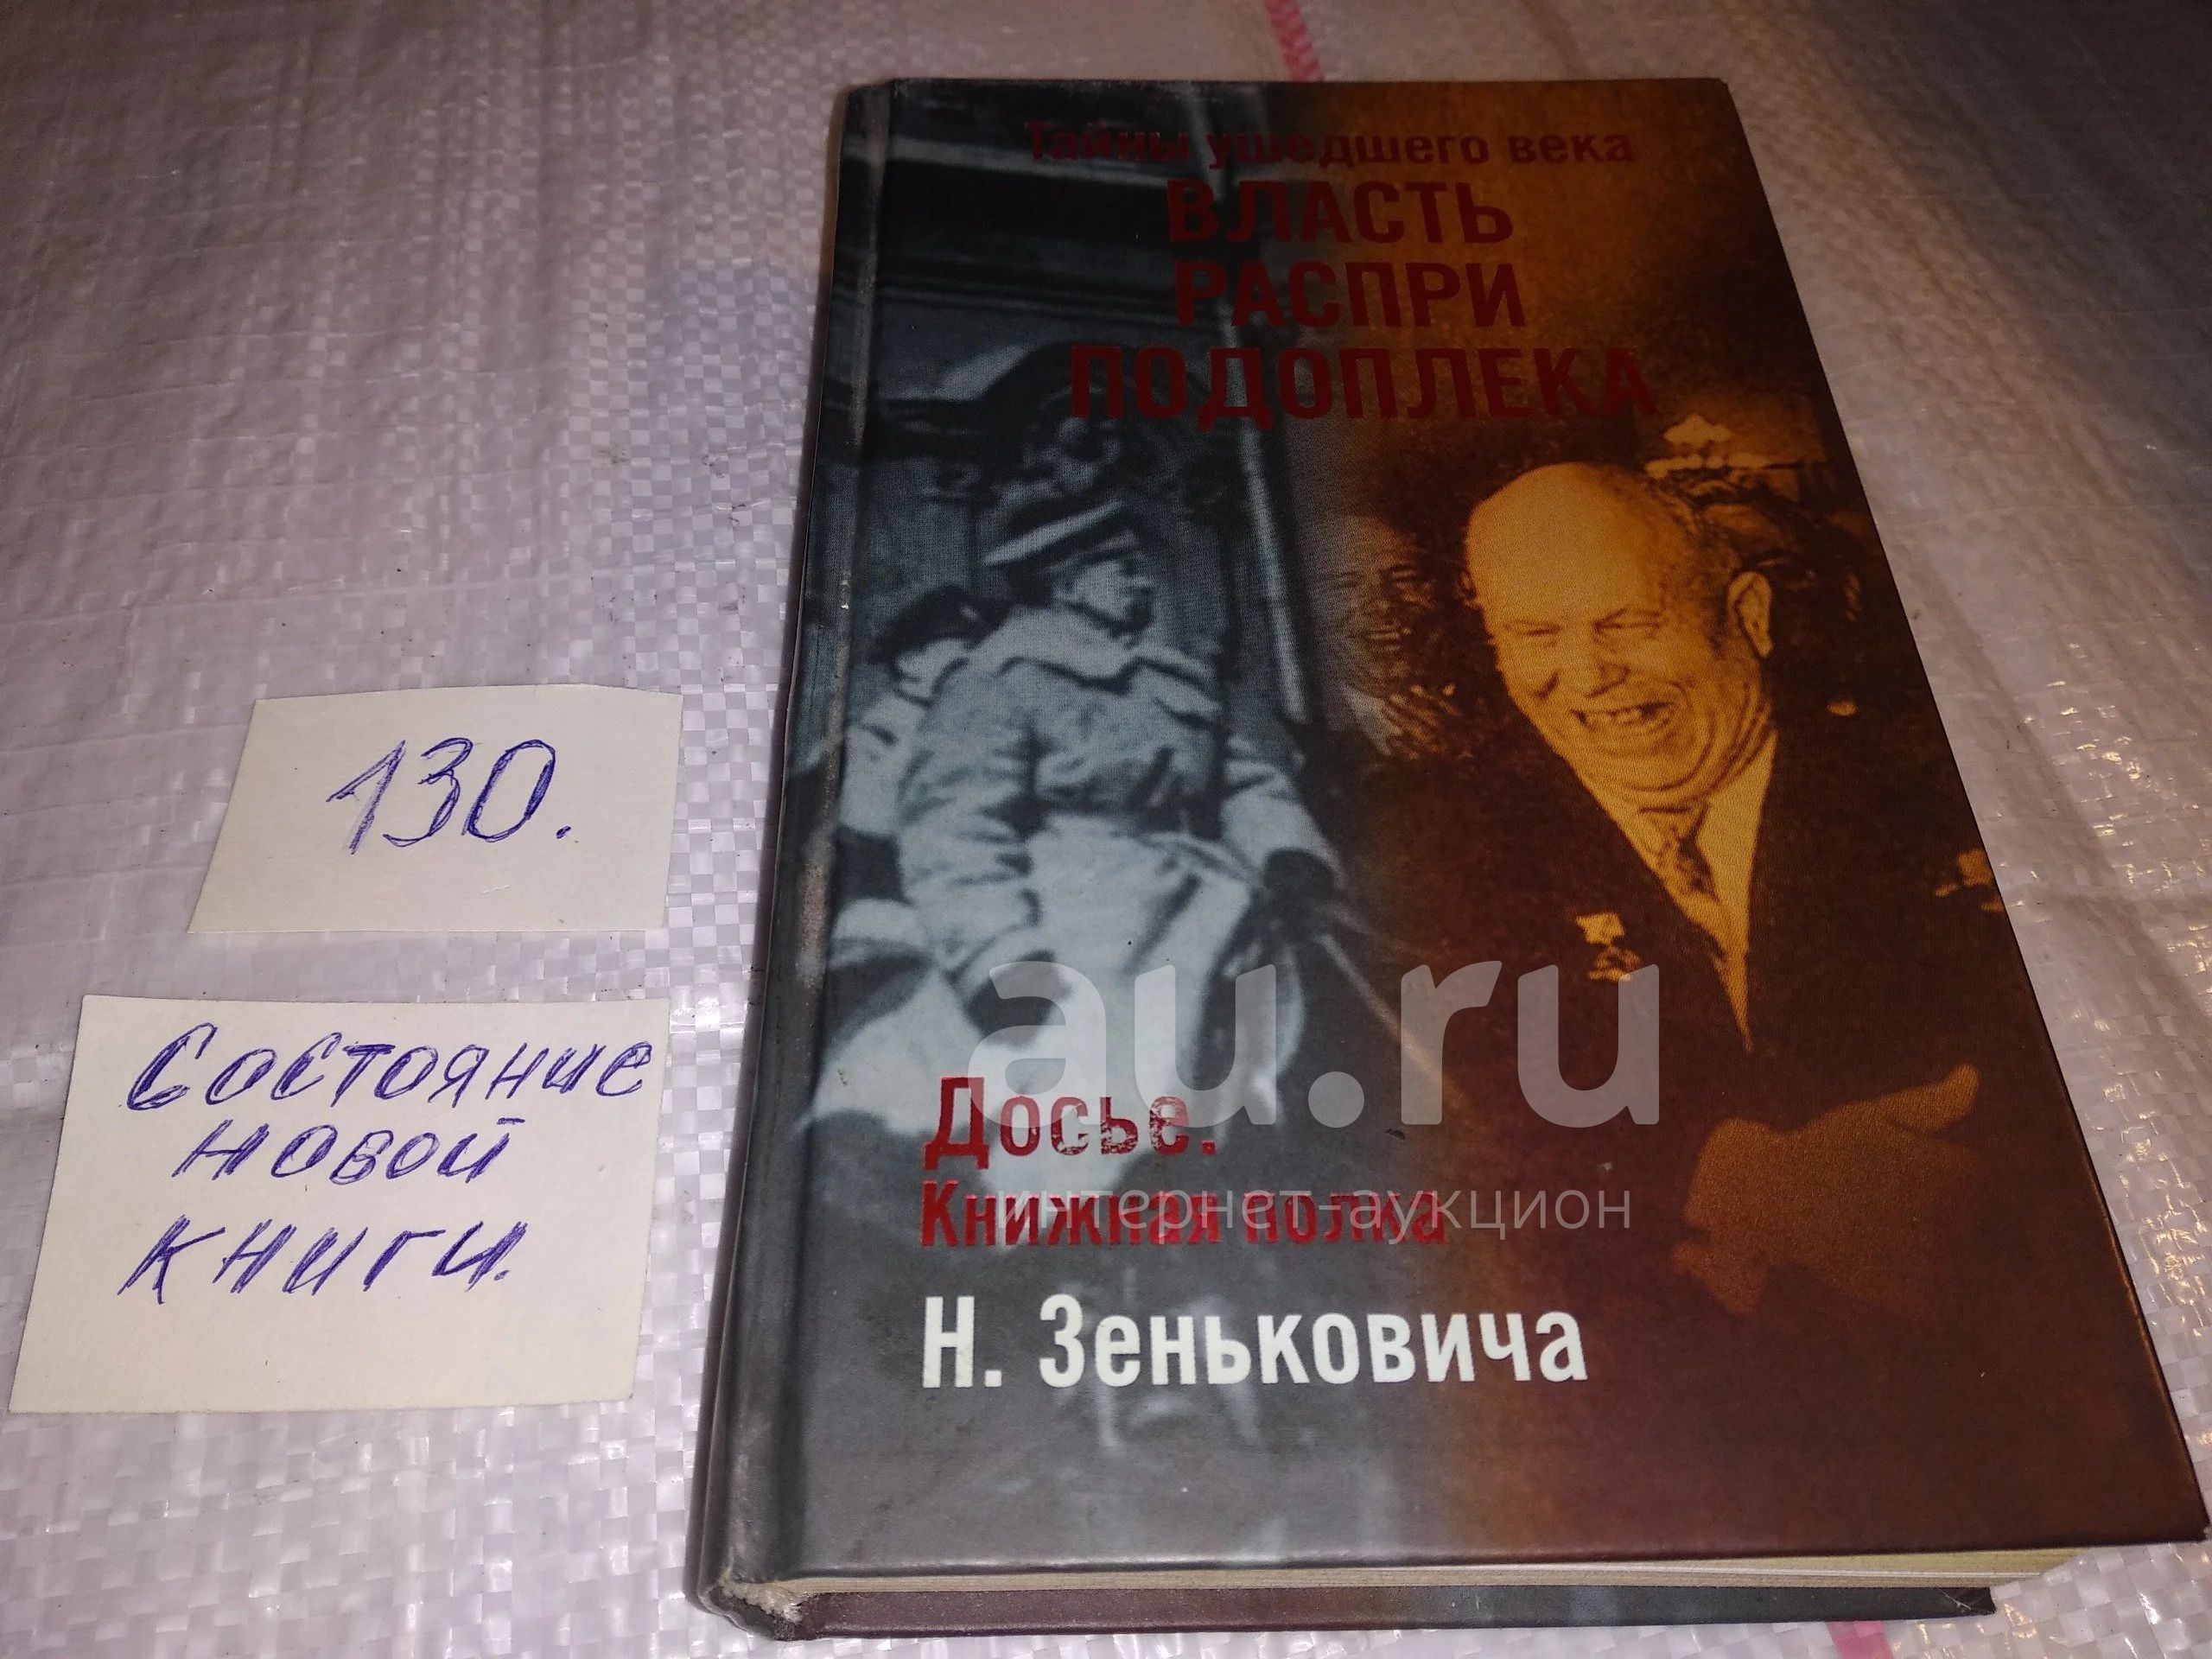 Тайны ушедшего века
ВЛАСТЬ
РАСПРИ
ПОДОПЛЕКА
130.
Состояние
новой
книги.
au.ru
интернет-аукцион
Досье.
Книжная полка
Н. Зеньковича